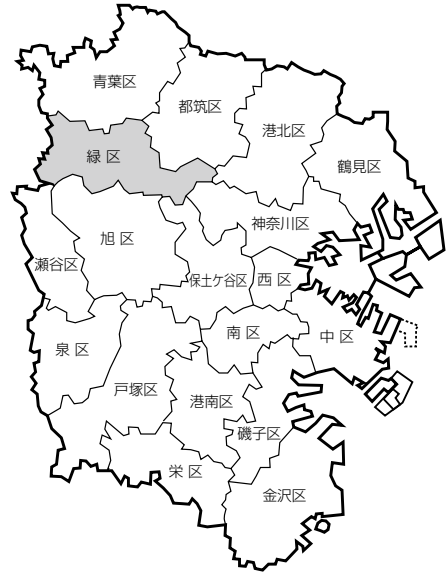 青葉区
都筑区
港北区
緑 区
鶴見区
神奈川区
旭 区
瀬谷区
保土ケ谷区
西 区
南 区
中 区
泉 区
戸塚区
港南区
磯子区
栄 区
金沢区